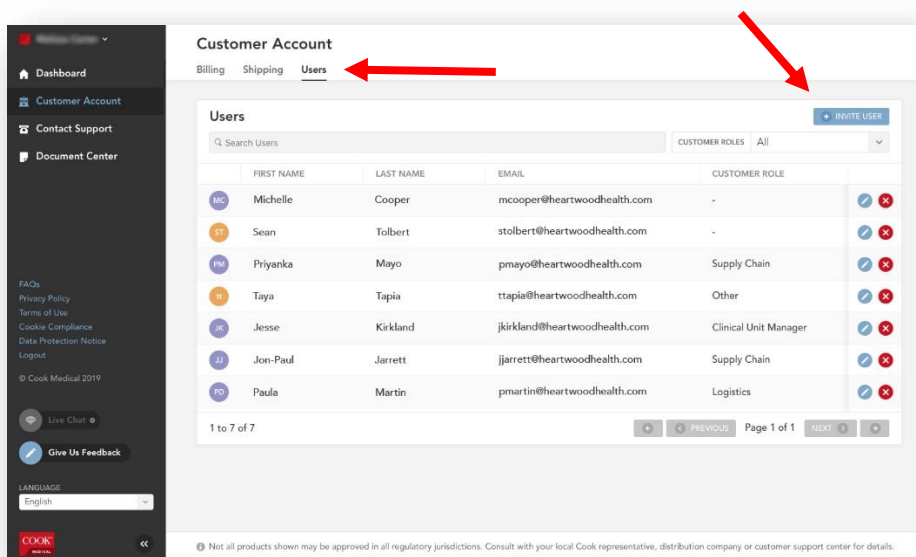 Dashboard
Customer Account
Contact Support
Document Center
FAQs
Privacy Policy
Terms of Use
Cookie Compliance
Data Protection Notice
Logout
© Cook Medical 2019
Live Chat
Give Us Feedback
LANGUAGE
English
COOK
MEDICAL
Customer Account
Billing Shipping Users
Users
INVITE USER
Search Users
CUSTOMER ROLES All
FIRST NAME LAST NAME EMAIL CUSTOMER ROLE
MC Michelle Cooper mcooper@heartwoodhealth.com -
ST Sean Tolbert stolbert@heartwoodhealth.com -
PM Priyanka Mayo pmayo@heartwoodhealth.com Supply Chain
tt Taya Tapia ttapia@heartwoodhealth.com Other
JK Jesse Kirkland jkirkland@heartwoodhealth.com Clinical Unit Manager
JJ Jon-Paul Jarrett jjarrett@heartwoodhealth.com Supply Chain
PD Paula Martin pmartin@heartwoodhealth.com Logistics
1 to 7 of 7
PREVIOUS Page 1 of 1 NEXT
Not all products shown may be approved in all regulatory jurisdictions. Consult with your local Cook representative, distribution company or customer support center for details.